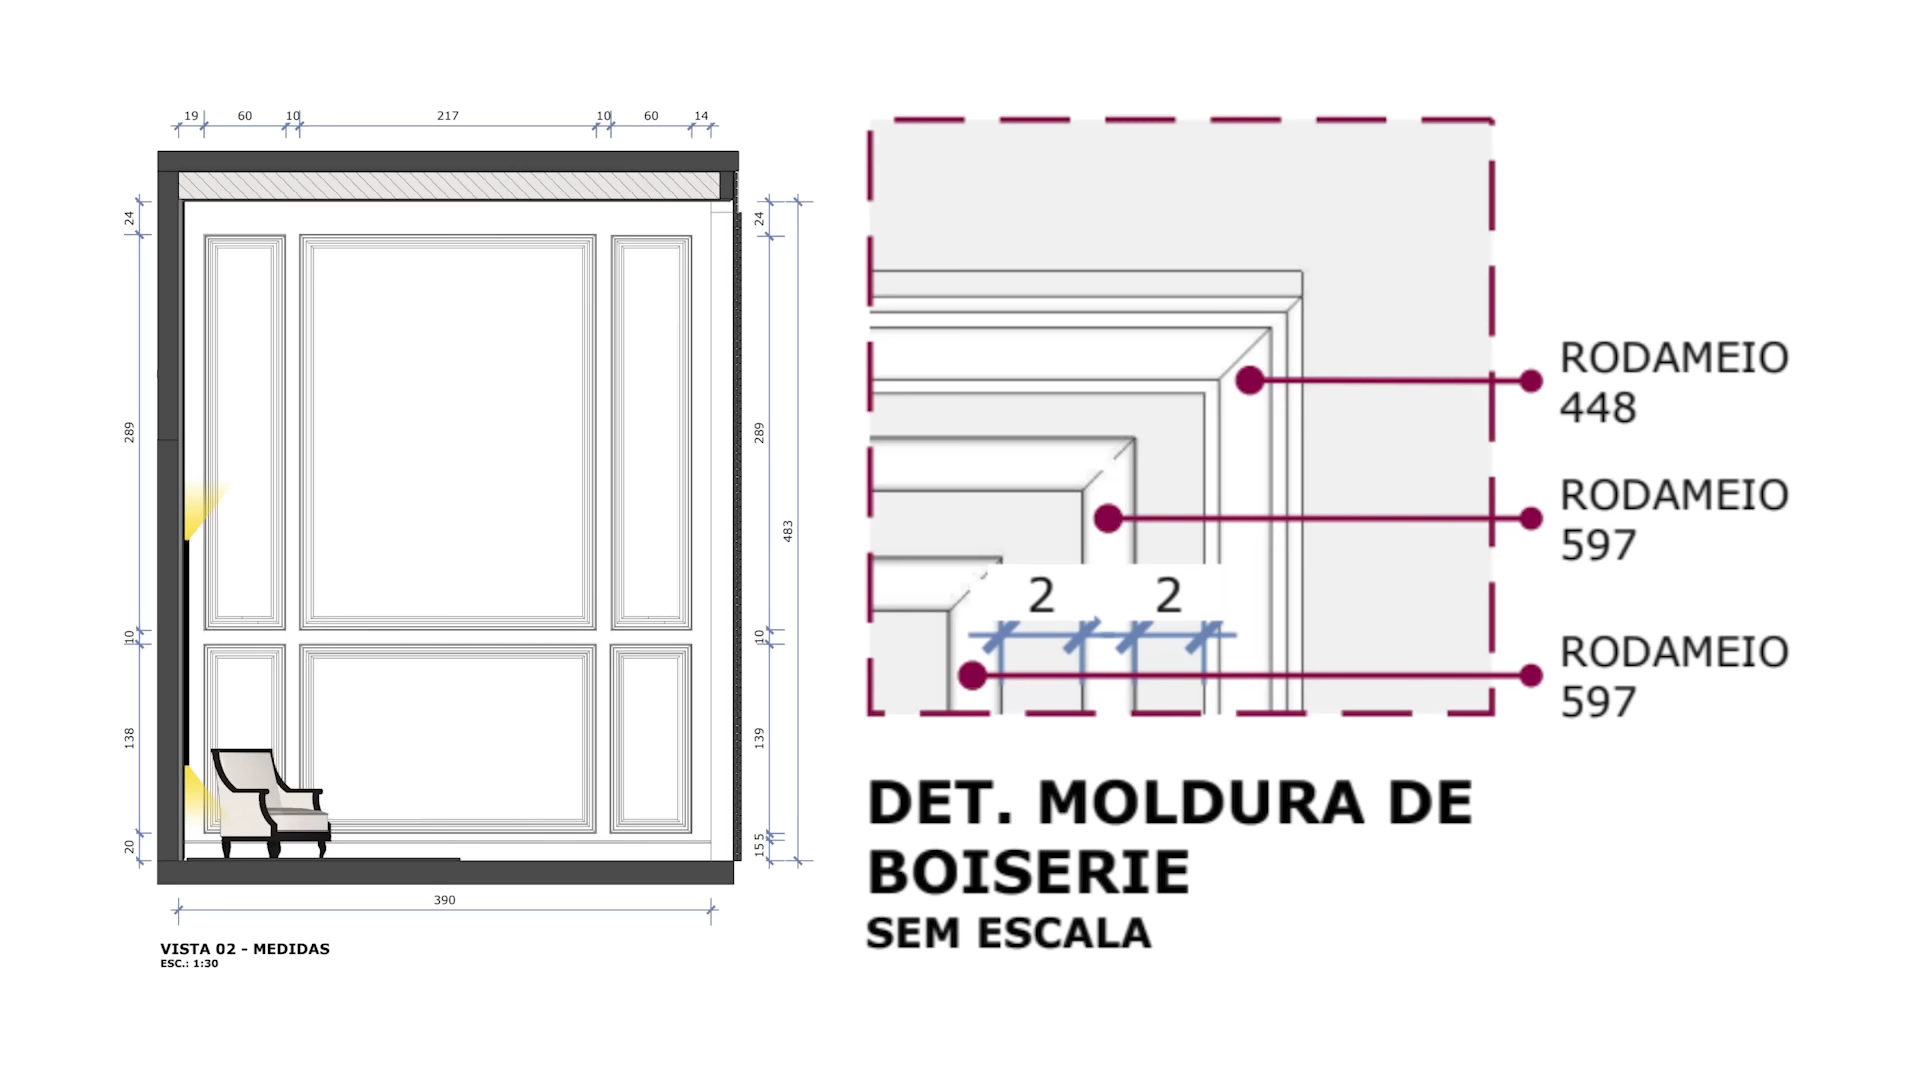 19 60 10 217 10 60 14
24
24
289
289
483
10
10
138
139
20
5
15
390
VISTA 02 - MEDIDAS
ESC.: 1:30
RODAMEIO
448
RODAMEIO
597
2 2
RODAMEIO
597
DET. MOLDURA DE
BOISERIE
SEM ESCALA